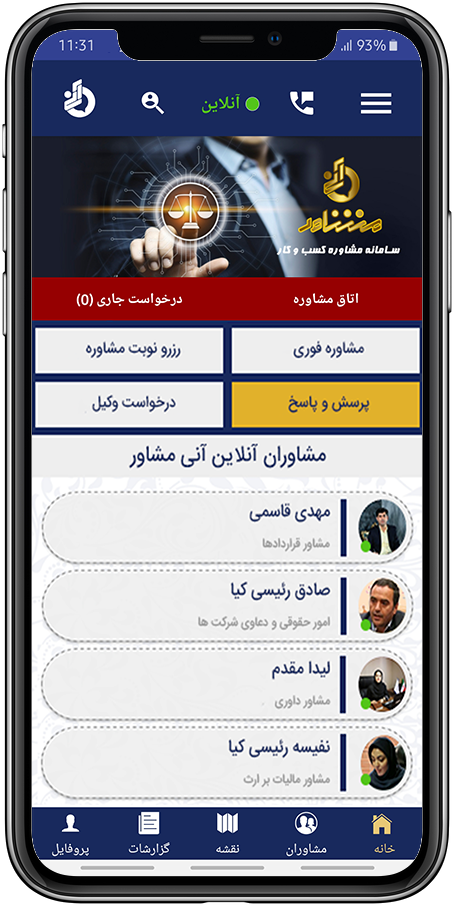 11:31
93%
آنلاین
مشاور
سـامانه مشاوره کسب و کار
اتاق مشاوره
درخواست جاری (0)
مشاوره فوری
رزرو نوبت مشاوره
پرسش و پاسخ
درخواست وکیل
مشاوران آنلاین آنی مشاور
مهدی قاسمی
مشاور قراردادها
صادق رئیسی کیا
امور حقوقی و دعاوی شرکت ها
لیدا مقدم
مشاور داوری
نفیسه رئیسی کیا
مشاور مالیات بر ارث
خانه
مشاوران
نقشه
گزارشات
پروفایل